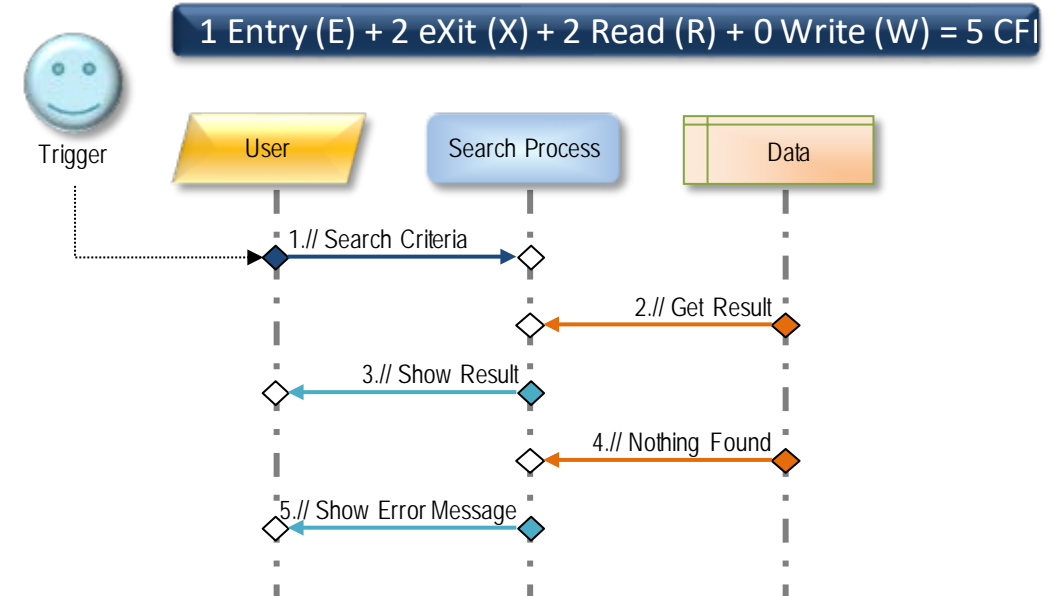 1 Entry (E) + 2 eXit (X) + 2 Read (R) + 0 Write (W) = 5 CF
Trigger
User
Search Process
Data
1.// Search Criteria
2.// Get Result
3.// Show Result
4.// Nothing Found
5.// Show Error Message